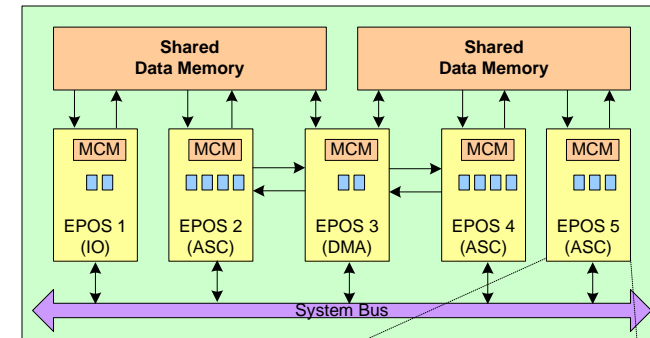 Shared
Data Memory
Shared
Data Memory
MCM
MCM
MCM
MCM
MCM
EPOS 1
(IO)
EPOS 2
(ASC)
EPOS 3
(DMA)
EPOS 4
(ASC)
EPOS 5
(ASC)
System Bus